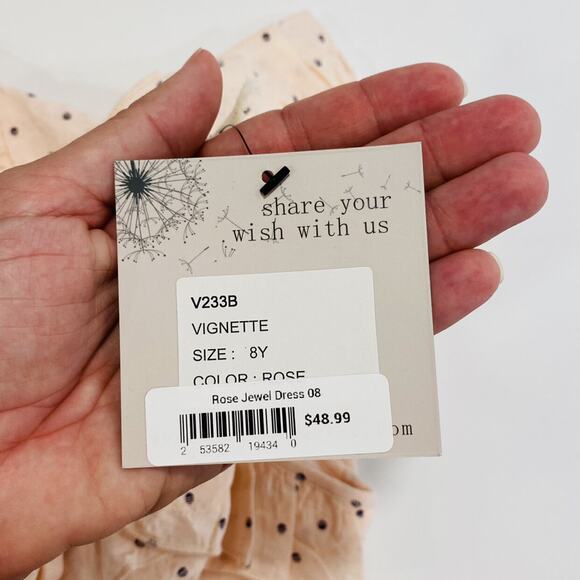 share your
wish with us
V233B
VIGNETTE
SIZE : 8Y
COLOR : ROSE
Rose Jewel Dress 08
$48.99
2 53582 19434 0
om